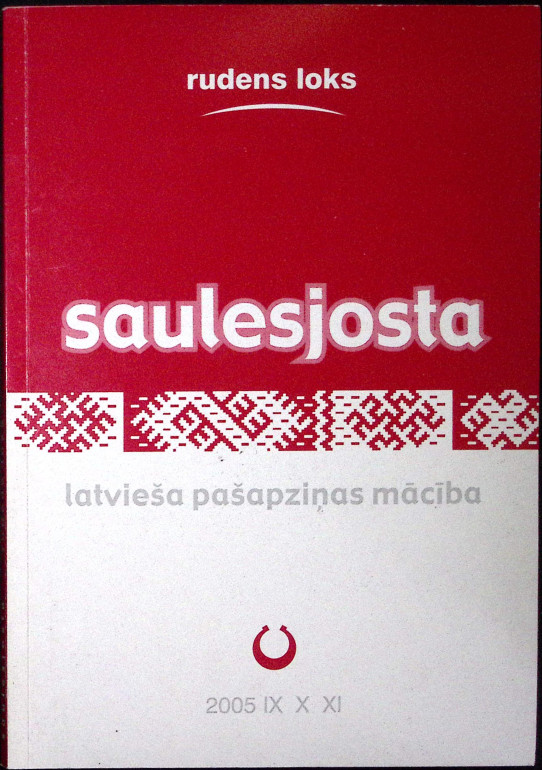 rudens loks
saulesjosta
latvieša pašapziņas mācība
2005 IX X XI